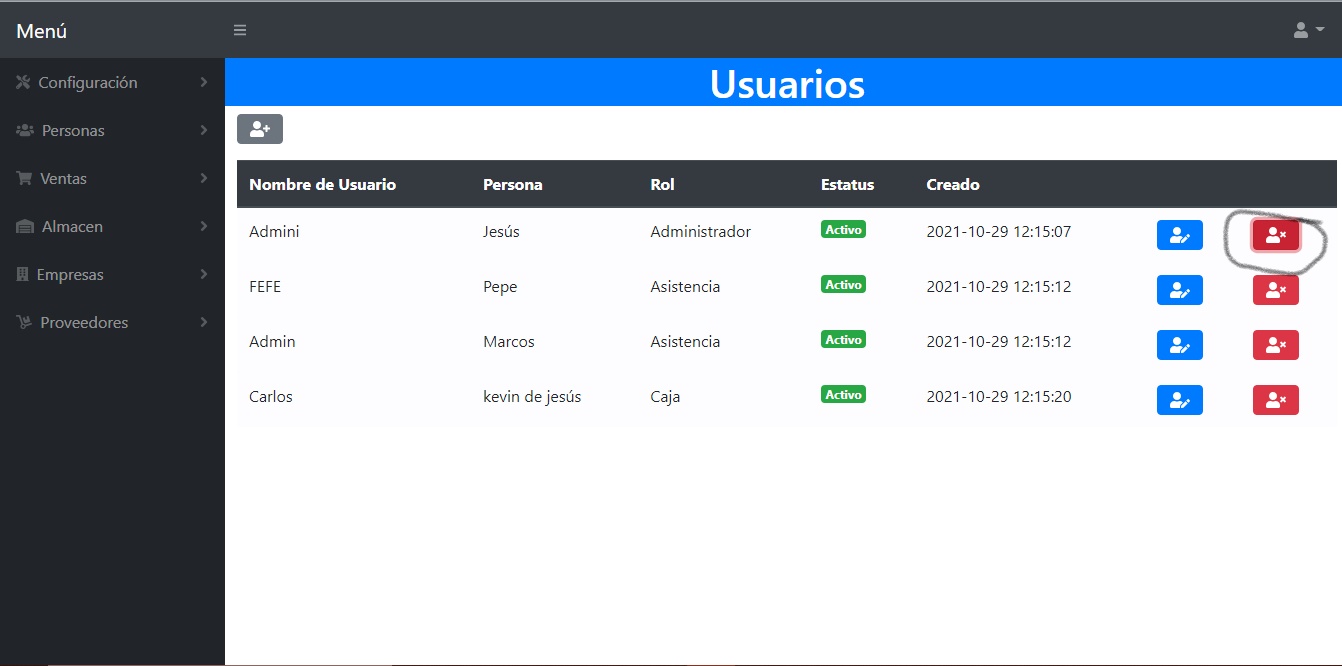 Menú
Configuración
Personas
Ventas
Almacen
Empresas
Proveedores
Usuarios
Nombre de Usuario Persona Rol Estatus Creado
Admini Jesús Administrador Activo 2021-10-29 12:15:07
FEFE Pepe Asistencia Activo 2021-10-29 12:15:12
Admin Marcos Asistencia Activo 2021-10-29 12:15:12
Carlos kevin de jesús Caja Activo 2021-10-29 12:15:20